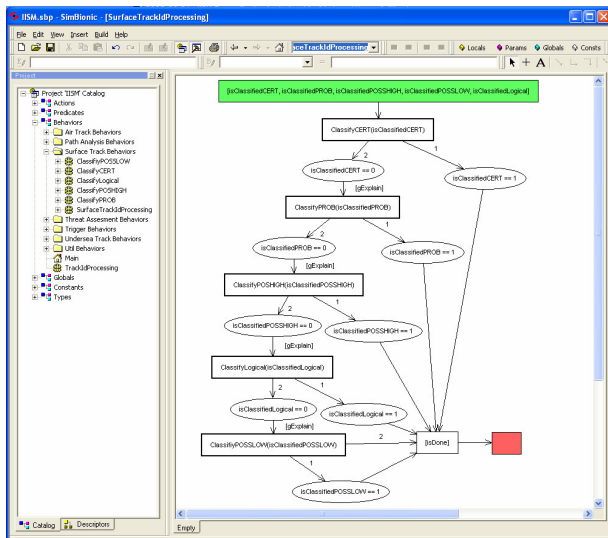 IISM.sbp - SimBionic - [SurfaceTrackIdProcessing]
File Edit View Insert Build Help
aceTrackIdProcessing]
Locals Params Globals Consts
Project
Project 'IISM' Catalog
Actions
Predicates
Behaviors
Air Track Behaviors
Path Analysis Behaviors
Surface Track Behaviors
ClassifiyPOSSLOW
ClassifyCERT
ClassifyLogical
ClassifyPOSHIGH
ClassifyPROB
SurfaceTrackIdProcessing
Threat Assesment Behaviors
Trigger Behaviors
Undersea Track Behaviors
Util Behaviors
Main
TrackIdProcessing
Globals
Constants
Types
Catalog Descriptors
[isClassifiedCERT, isClassifiedPROB, isClassifiedPOSSHIGH, isClassifiedPOSSLOW, isClassifiedLogical]
ClassifyCERT(isClassifiedCERT)
2
1
isClassifiedCERT == 0
isClassifiedCERT == 1
[gExplain]
ClassifyPROB(isClassifiedPROB)
2
1
isClassifiedPROB == 0
isClassifiedPROB == 1
[gExplain]
ClassifyPOSHIGH(isClassifiedPOSSHIGH)
2
1
isClassifiedPOSSHIGH == 0
isClassifiedPOSSHIGH == 1
[gExplain]
ClassifyLogical(isClassifiedLogical)
2
1
isClassifiedLogical == 0
isClassifiedLogical == 1
[gExplain]
ClassifiyPOSSLOW(isClassifiedPOSSLOW)
2
[IsDone]
1
isClassifiedPOSSLOW == 1
Empty